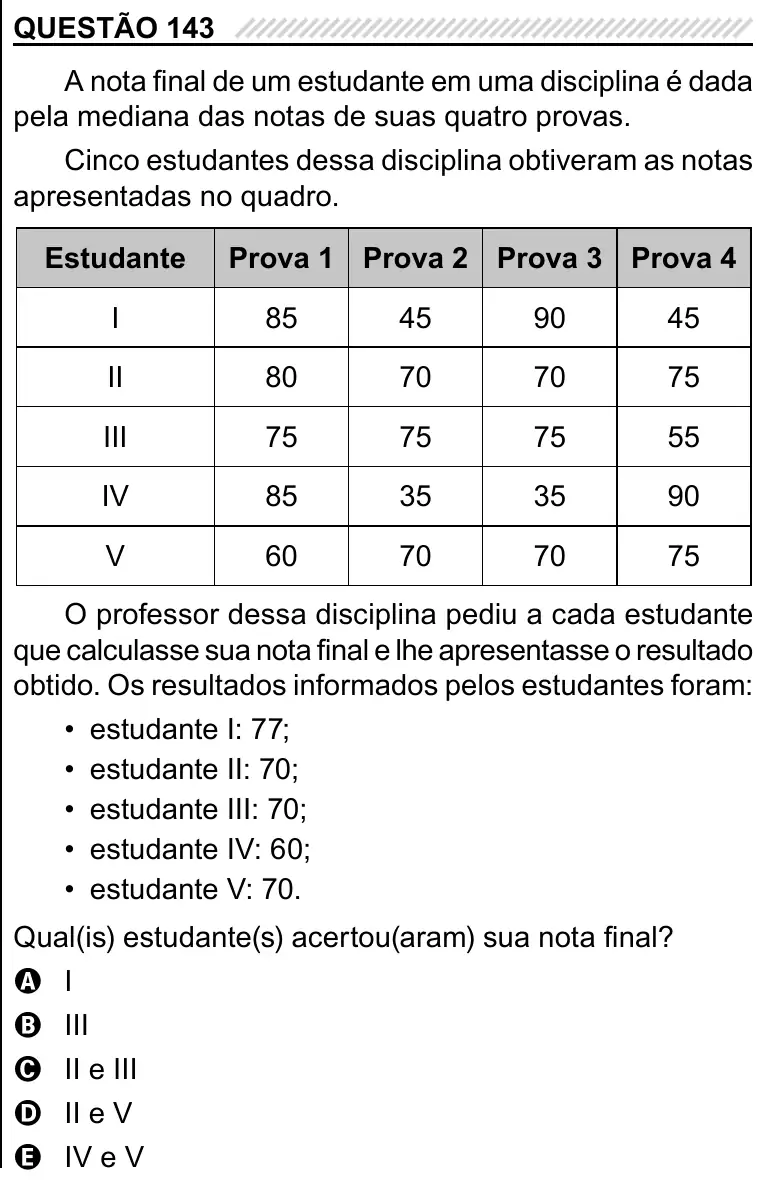 QUESTÃO 143
A nota final de um estudante em uma disciplina é dada
pela mediana das notas de suas quatro provas.
Cinco estudantes dessa disciplina obtiveram as notas
apresentadas no quadro.
Estudante Prova 1 Prova 2 Prova 3 Prova 4
I 85 45 90 45
II 80 70 70 75
III 75 75 75 55
IV 85 35 35 90
V 60 70 70 75
O professor dessa disciplina pediu a cada estudante
que calculasse sua nota final e lhe apresentasse o resultado
obtido. Os resultados informados pelos estudantes foram:
• estudante I: 77;
• estudante II: 70;
• estudante III: 70;
• estudante IV: 60;
• estudante V: 70.
Qual(is) estudante(s) acertou(aram) sua nota final?
A I
B III
C II e III
D II e V
E IV e V